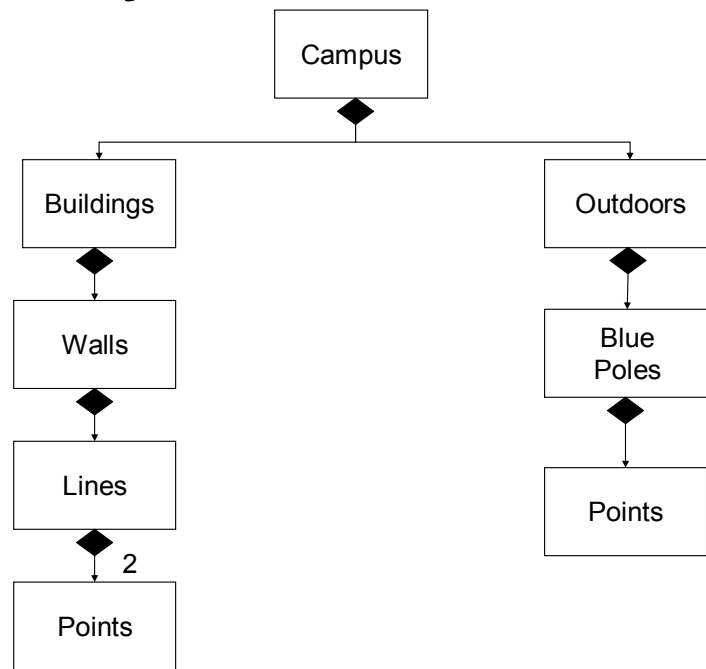 Campus
Buildings
Outdoors
Walls
Blue
Poles
Lines
Points
2
Points